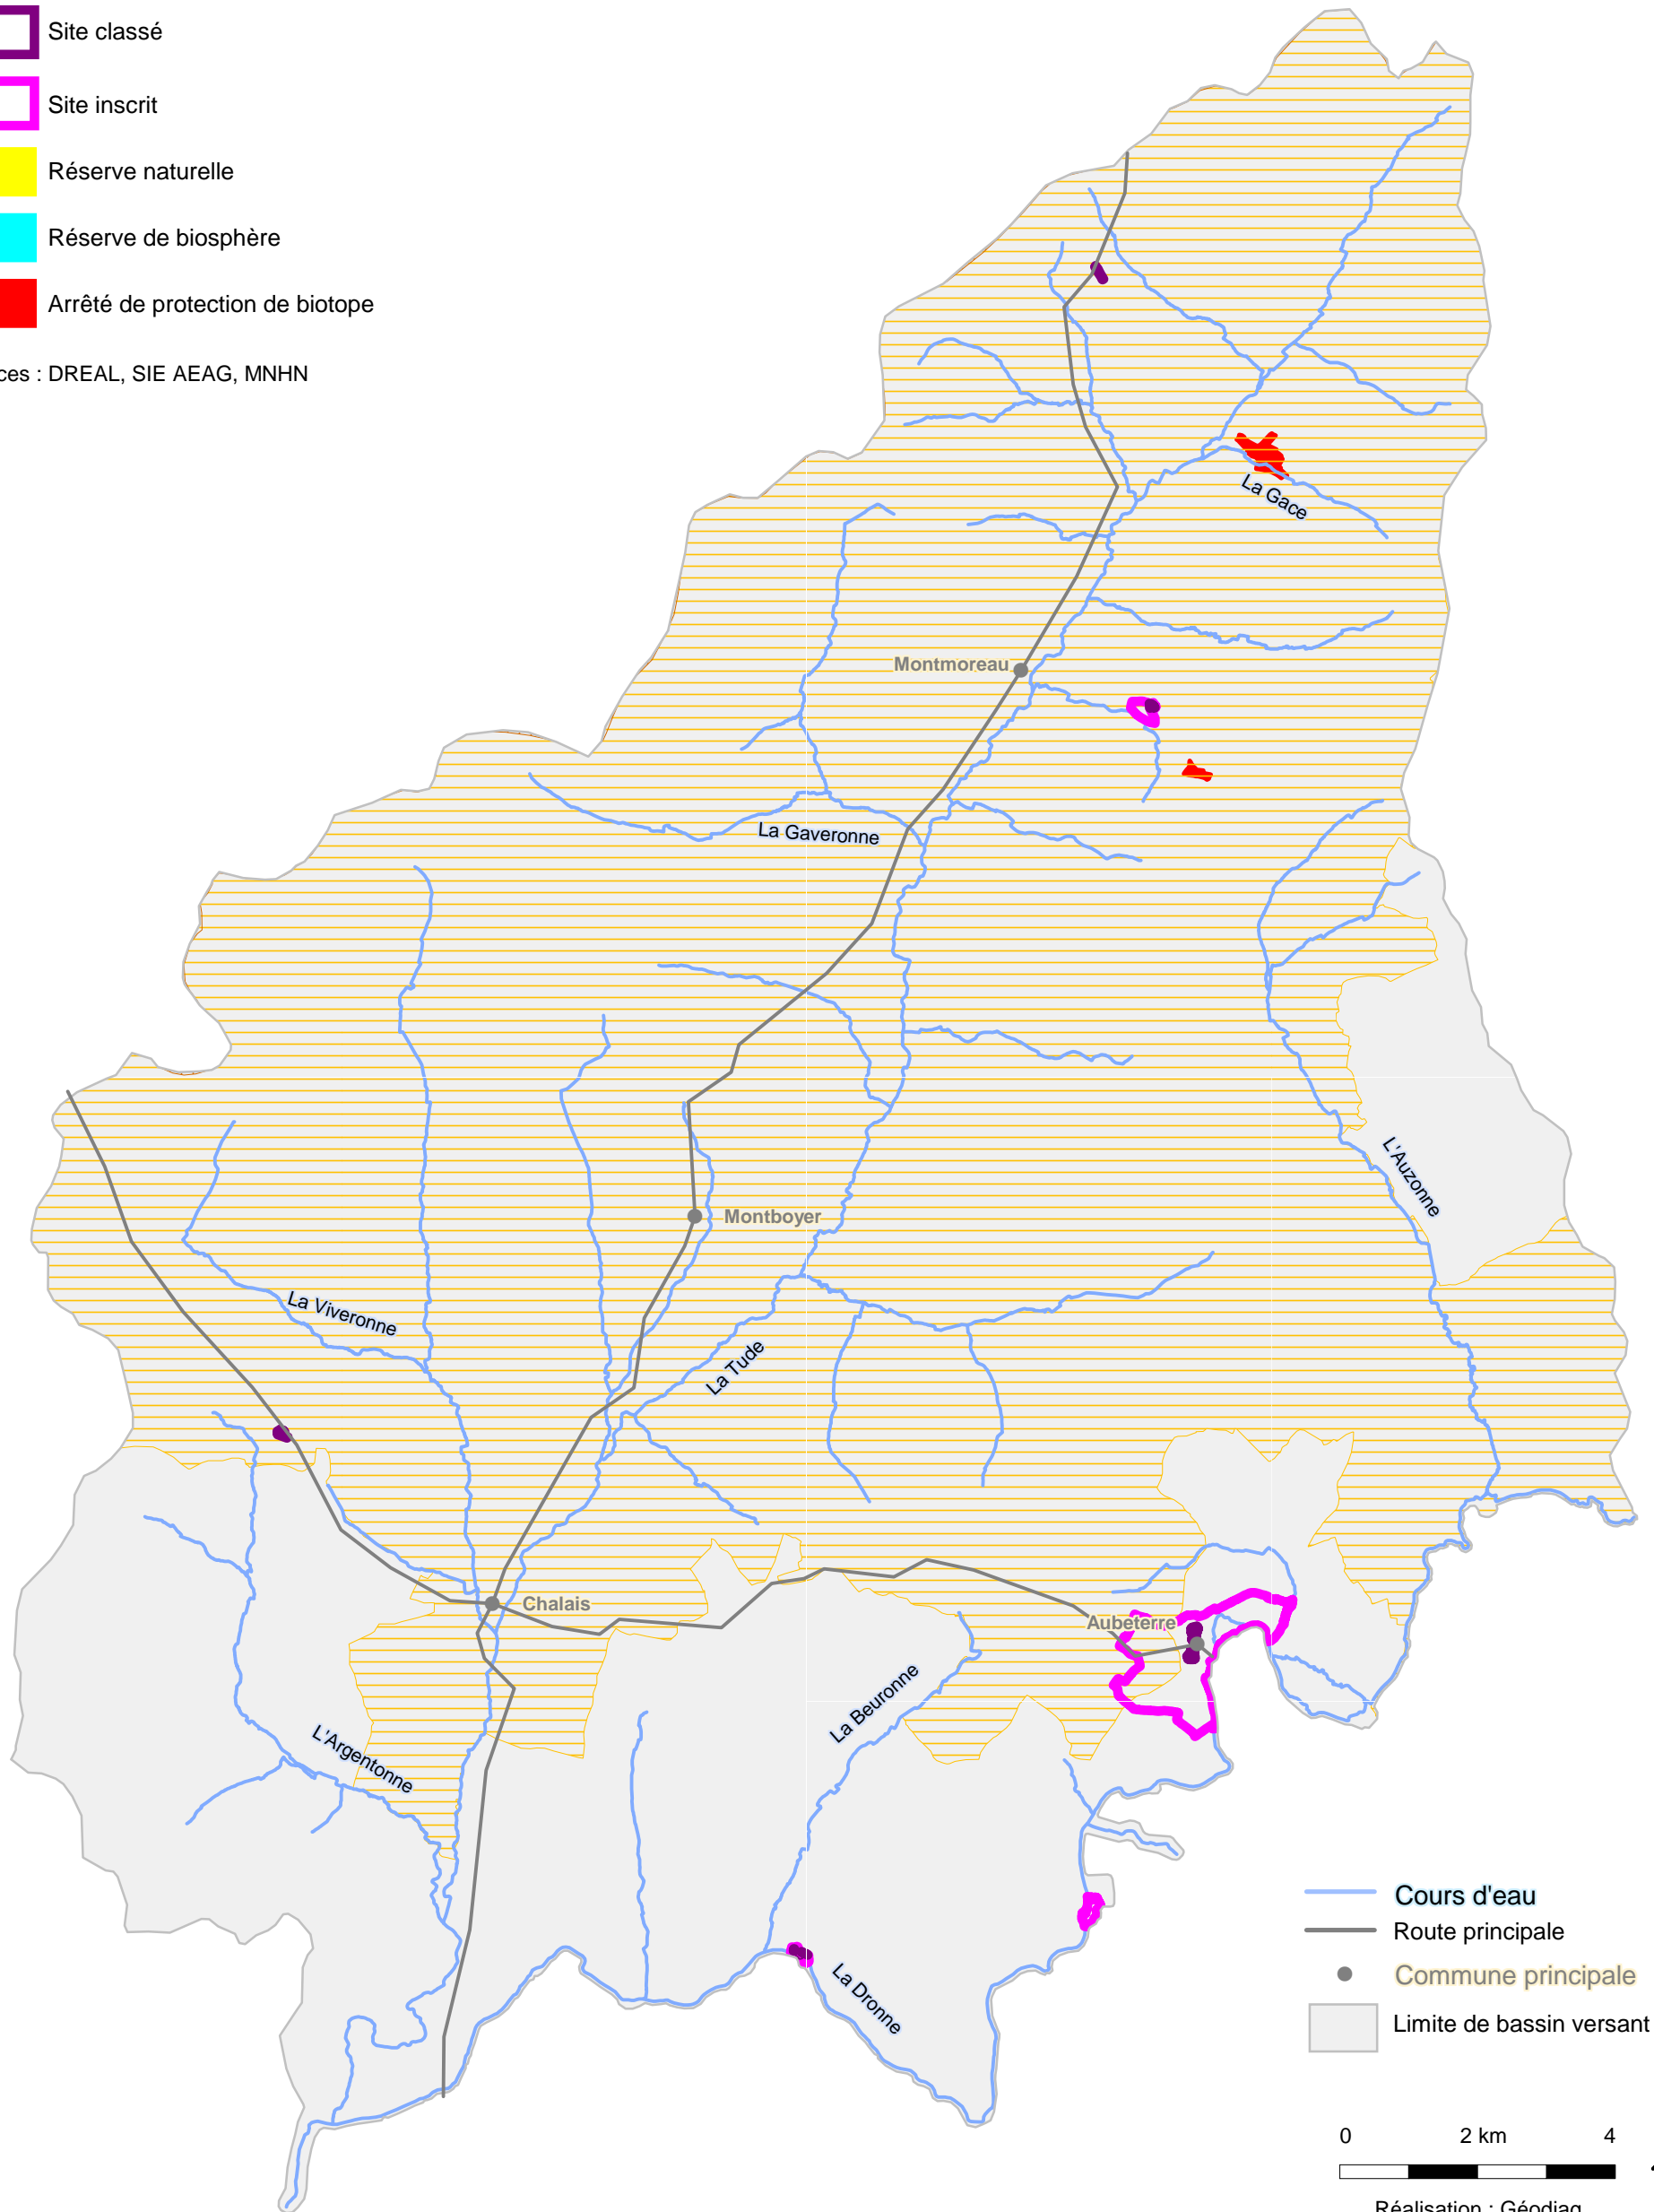 Site classé
Site inscrit
Réserve naturelle
Réserve de biosphère
Arrêté de protection de biotope
ces : DREAL, SIE AEAG, MNHN
La Gace
Montmoreau
La Gaveronne
L'Auzonne
Montboyer
La Viveronne
La Tude
Chalais
Aubeterre
La Beuronne
L'Argentonne
La Dronne
Cours d'eau
Route principale
Commune principale
Limite de bassin versant
0 2 km 4
Réalisation : Géodiag